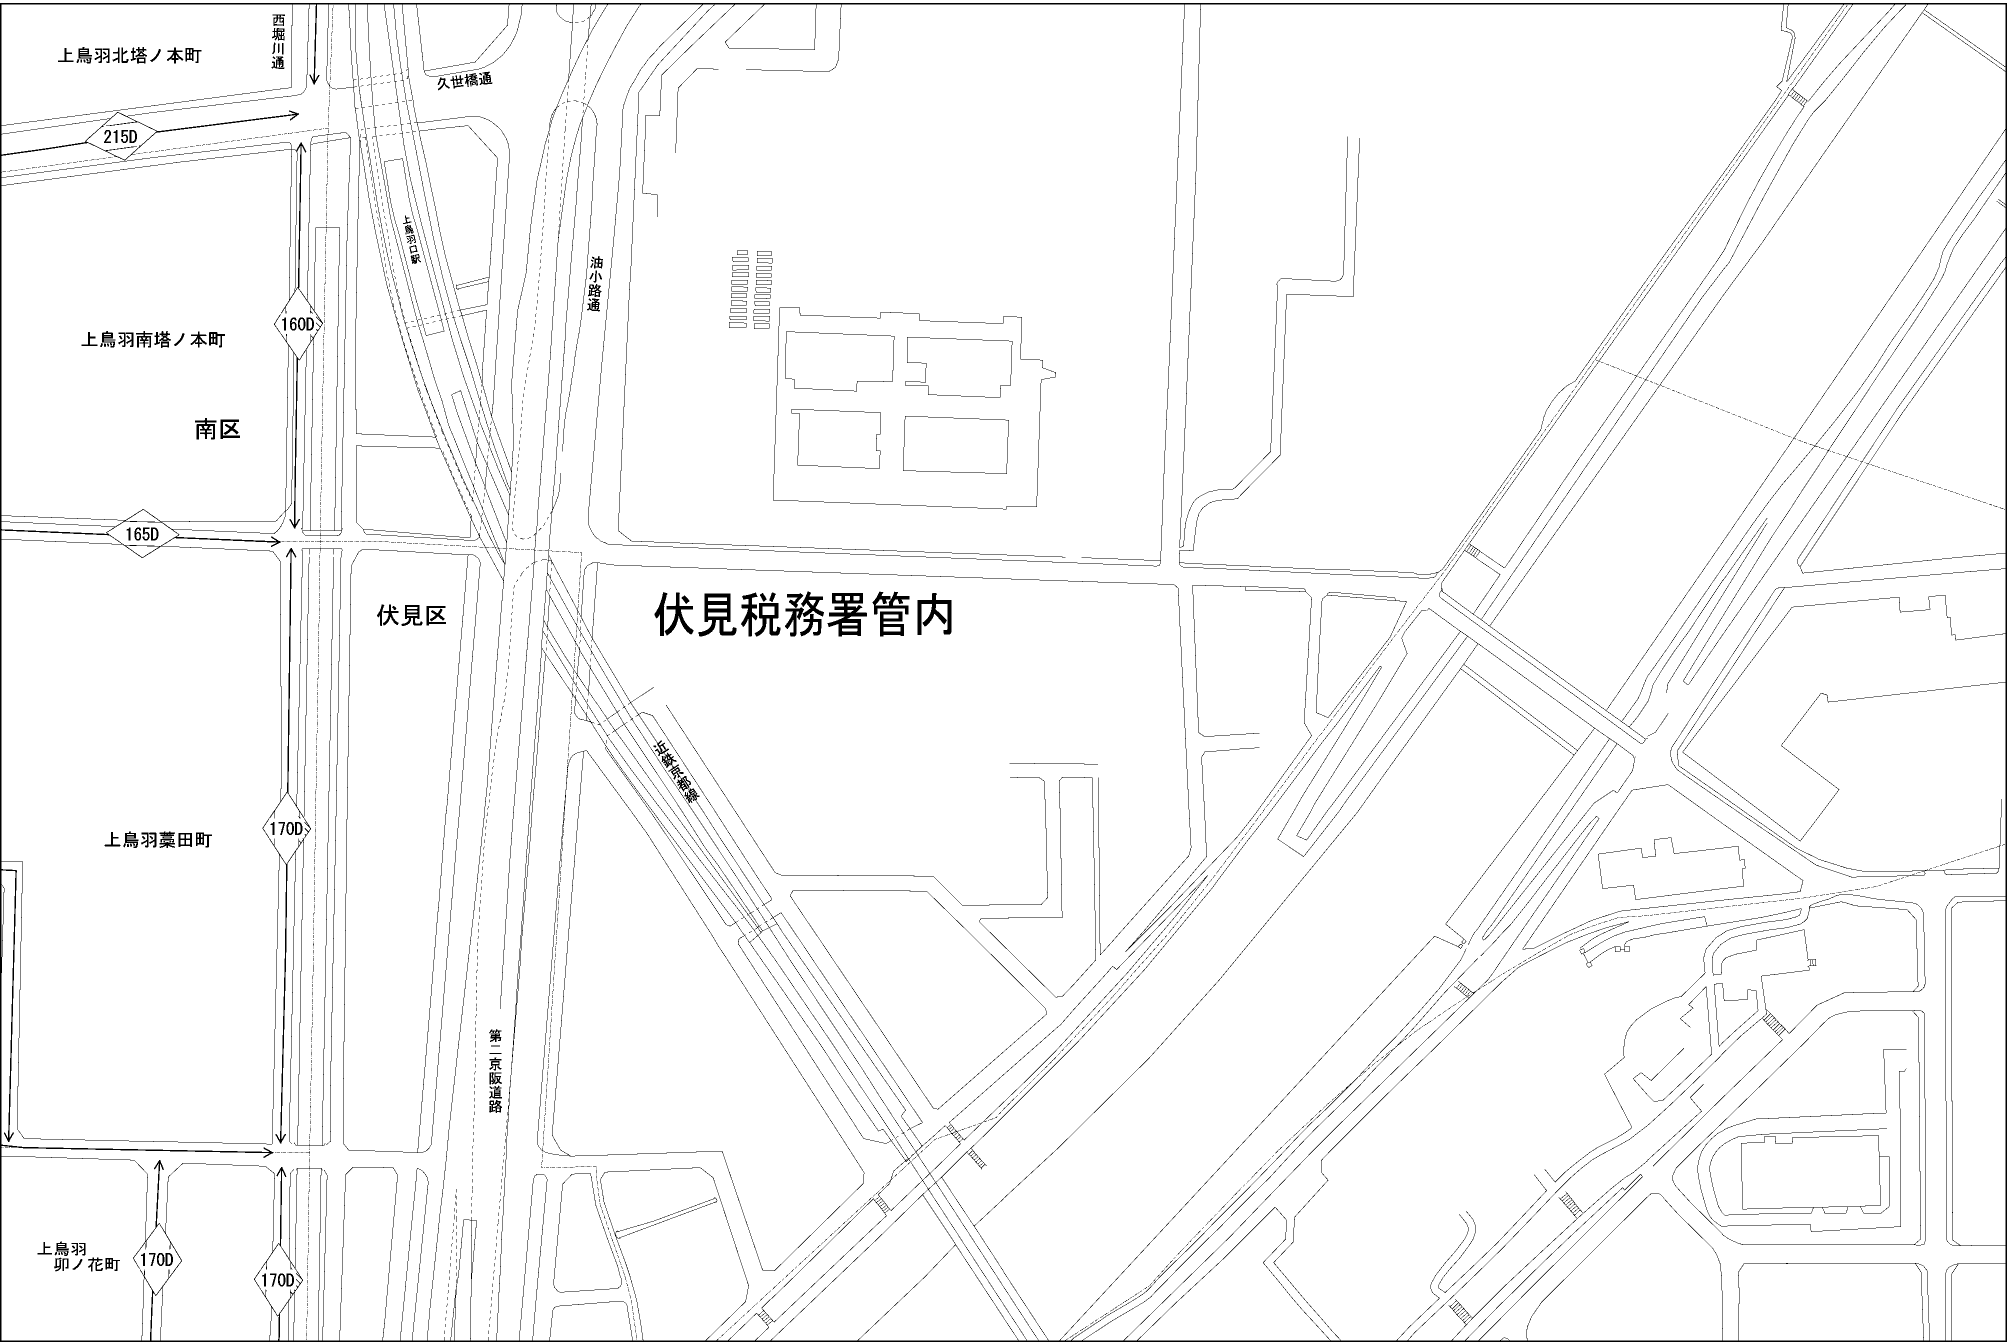 西堀川通
上鳥羽北塔ノ本町
久世橋通
215D
上鳥羽口駅
油小路通
160D
上鳥羽南塔ノ本町
南区
165D
伏見区
伏見税務署管内
近鉄京都線
170D
上鳥羽藁田町
第二京阪道路
上鳥羽
卯ノ花町
170D
170D